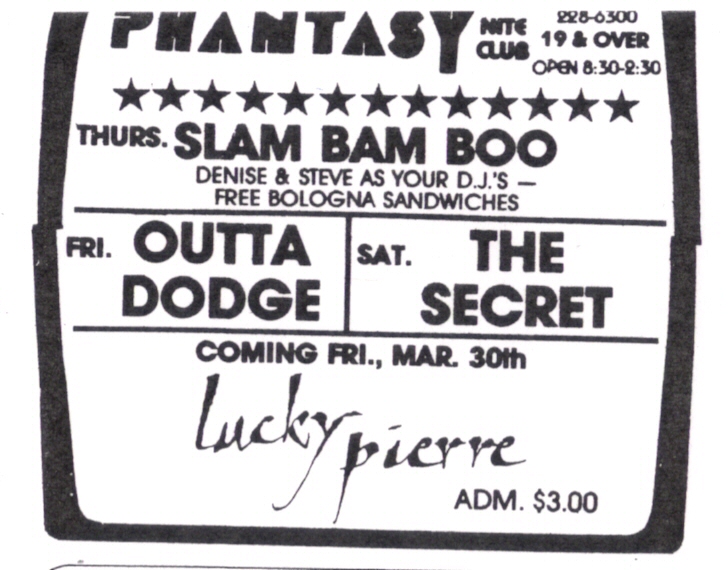 PHANTASY NITE CLUB
228-6300
19 & OVER
OPEN 8:30-2:30
THURS. SLAM BAM BOO
DENISE & STEVE AS YOUR D.J.'S —
FREE BOLOGNA SANDWICHES
FRI. OUTTA DODGE
SAT. THE SECRET
COMING FRI., MAR. 30th
lucky pierre
ADM. $3.00